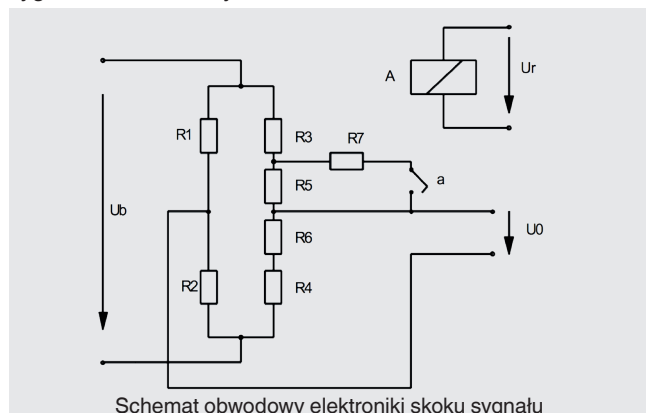 A
Ur
R1
R3
R7
R5
a
Ub
R6
U0
R2
R4
Schemat obwodowy elektroniki skoku sygnału